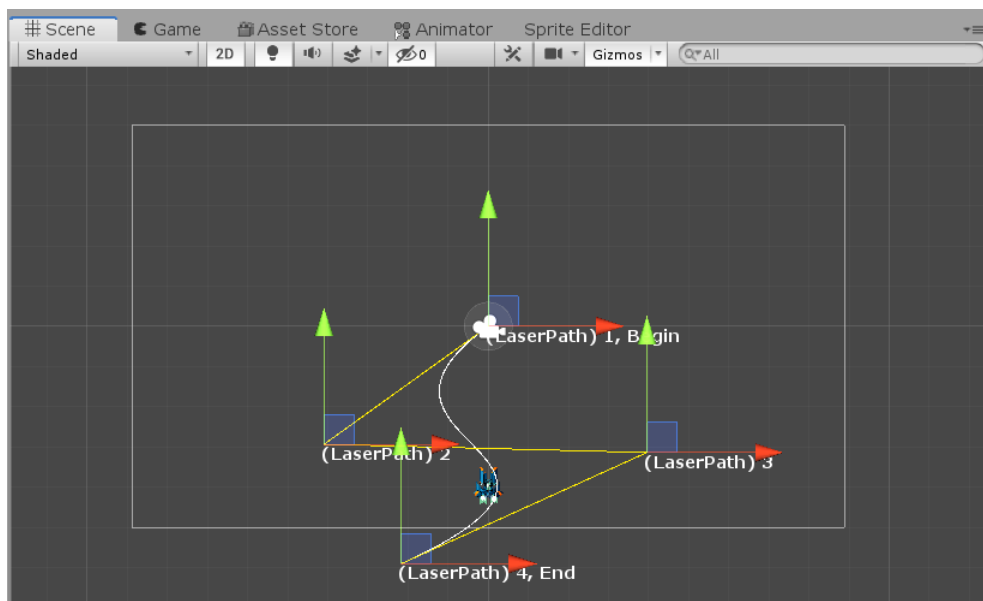 Scene Game Asset Store Animator Sprite Editor
Shaded 2D 0 Gizmos All
(LaserPath) 1, Begin
(LaserPath) 2
(LaserPath) 3
(LaserPath) 4, End